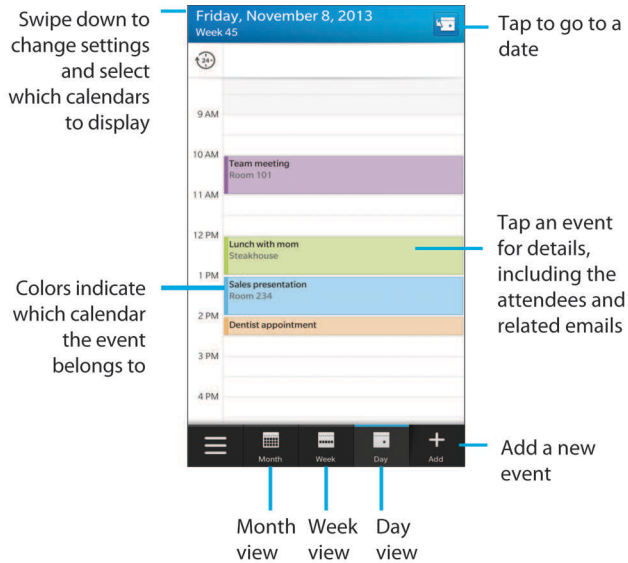 Swipe down to
change settings
and select
which calendars
to display
Friday, November 8, 2013
Week 45
Tap to go to a
date
24
9 AM
10 AM
Team meeting
Room 101
11 AM
12 PM
Lunch with mom
Steakhouse
Tap an event
for details,
including the
attendees and
related emails
1 PM
Sales presentation
Room 234
Colors indicate
which calendar
the event
belongs to
2 PM
Dentist appointment
3 PM
4 PM
Month
Week
Day
Add
Add a new
event
Month
view
Week
view
Day
view